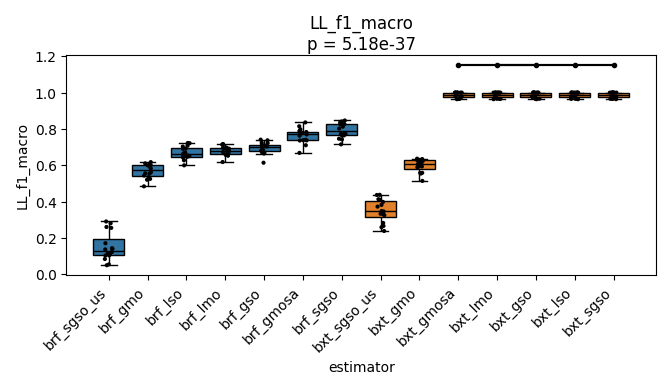 LL_f1_macro
p = 5.18e-37
1.2
1.0
0.8
0.6
0.4
0.2
0.0
LL_f1_macro
brf_sgso_us
brf_gmo
brf_lso
brf_lmo
brf_gso
brf_gmosa
brf_sgso
bxt_sgso_us
bxt_gmo
bxt_gmosa
bxt_lmo
bxt_gso
bxt_lso
bxt_sgso
estimator